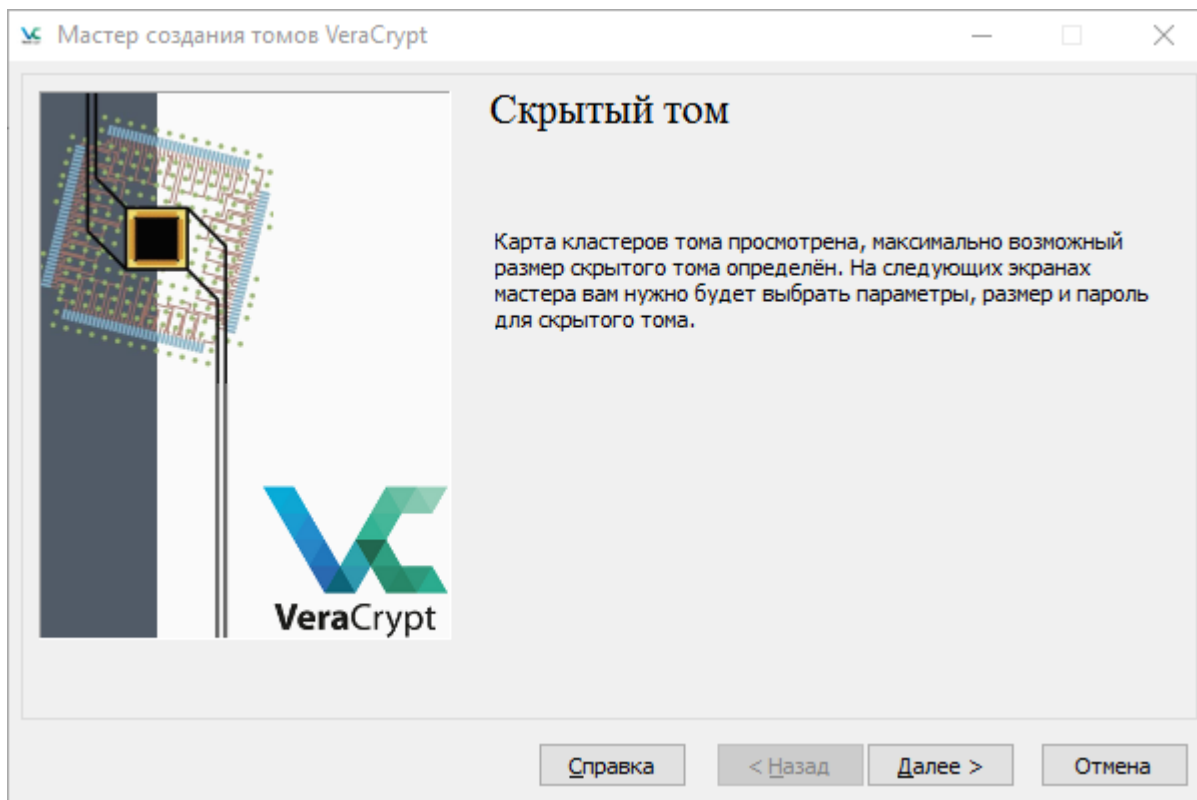 Мастер создания томов VeraCrypt
Скрытый том
Карта кластеров тома просмотрена, максимально возможный
размер скрытого тома определён. На следующих экранах
мастера вам нужно будет выбрать параметры, размер и пароль
для скрытого тома.
VeraCrypt
Справка
< Назад
Далее >
Отмена